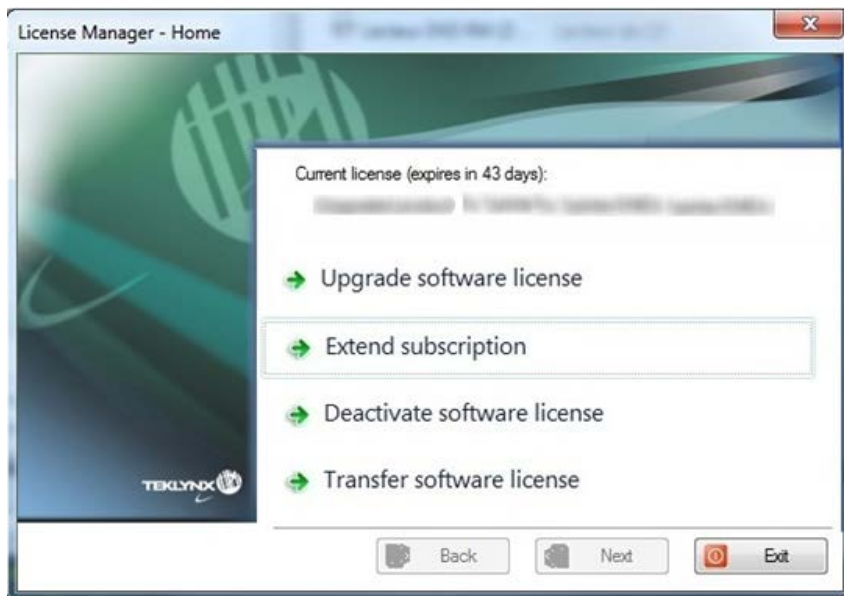 License Manager - Home
Current license (expires in 43 days):
Upgrade software license
Extend subscription
Deactivate software license
Transfer software license
TEKLYNX
Back
Next
Exit